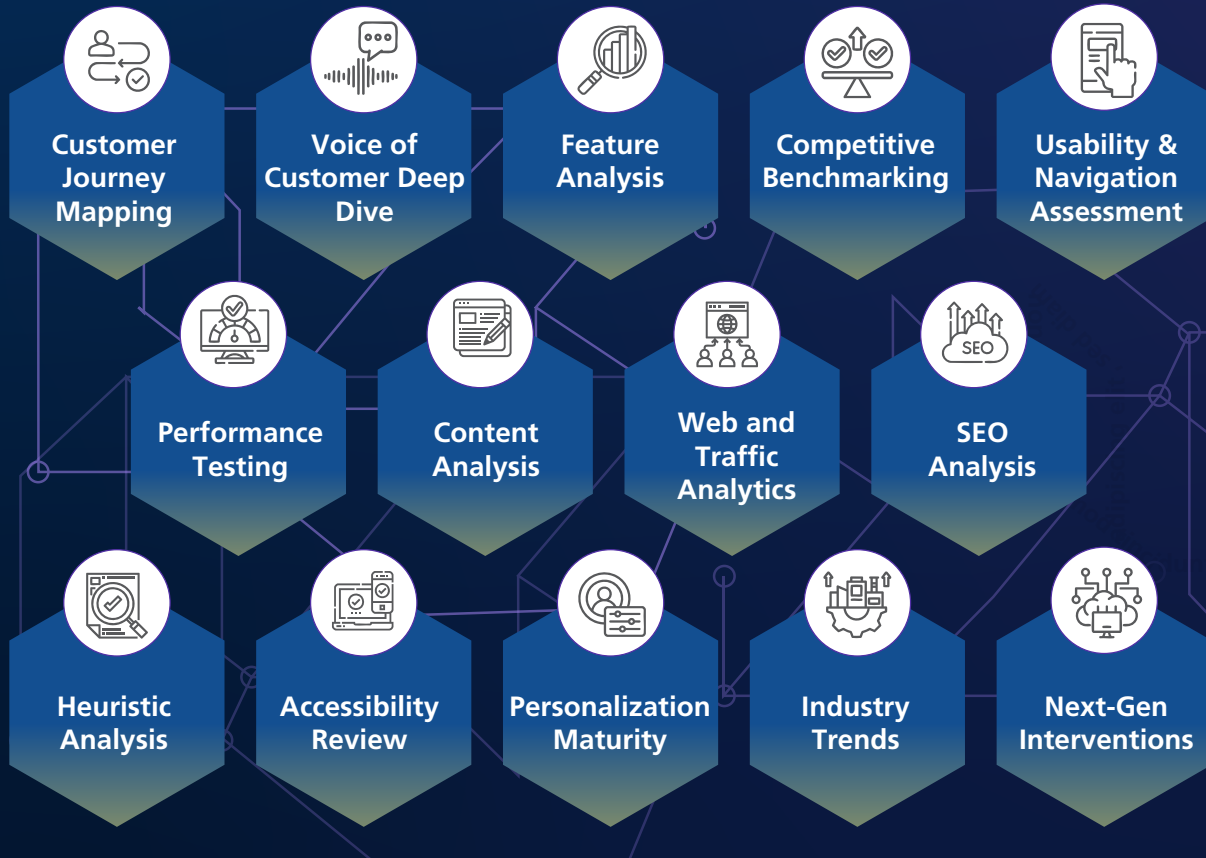 Customer
Journey
Mapping
Voice of
Customer Deep
Dive
Feature
Analysis
Competitive
Benchmarking
Usability &
Navigation
Assessment
Performance
Testing
Content
Analysis
Web and
Traffic
Analytics
SEO
SEO
Analysis
Heuristic
Analysis
Accessibility
Review
Personalization
Maturity
Industry
Trends
Next-Gen
Interventions